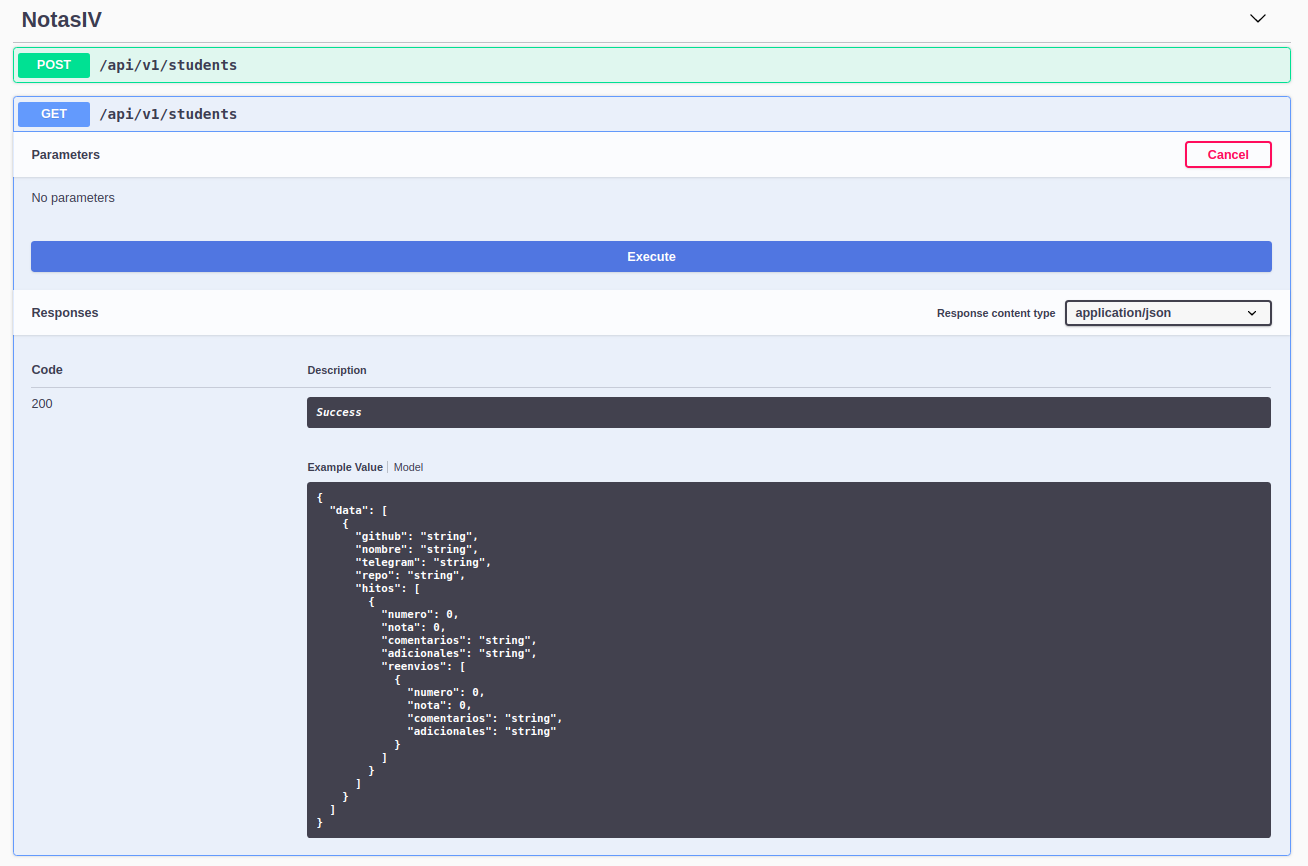 NotasIV
POST /api/v1/students
GET /api/v1/students
Parameters Cancel
No parameters
Execute
Responses Response content type application/json
Code Description
200 Success
Example Value Model
{
  "data": [
    {
      "github": "string",
      "nombre": "string",
      "telegram": "string",
      "repo": "string",
      "hitos": [
        {
          "numero": 0,
          "nota": 0,
          "comentarios": "string",
          "adicionales": "string",
          "reenvios": [
            {
              "numero": 0,
              "nota": 0,
              "comentarios": "string",
              "adicionales": "string"
            }
          ]
        }
      ]
    }
  ]
}